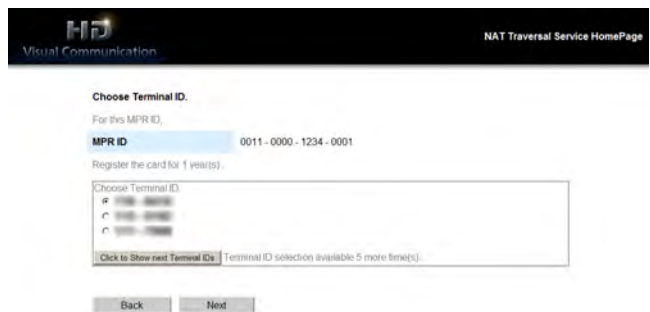 HD
Visual Communication
NAT Traversal Service HomePage
Choose Terminal ID.
For this MPR ID,
MPR ID 0011 - 0000 - 1234 - 0001
Register the card for 1 year(s).
Choose Terminal ID.
Click to Show next Terminal IDs Terminal ID selection available 5 more time(s).
Back Next